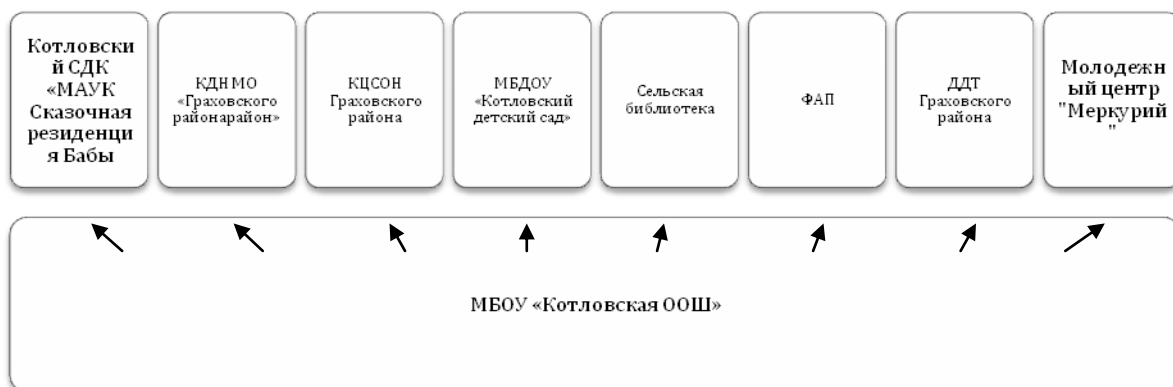 Котловски
й СДК
«МАУК
Сказочная
резиденци
я Бабы
КДН МО
«Граховского
районарайон»
КЦСОН
Граховского
района
МБДОУ
«Котловский
детский сад»
Сельская
библиотека
ФАП
ДДТ
Граховского
района
Молодежн
ый центр
"Меркурий
"
МБОУ «Котловская ООШ»